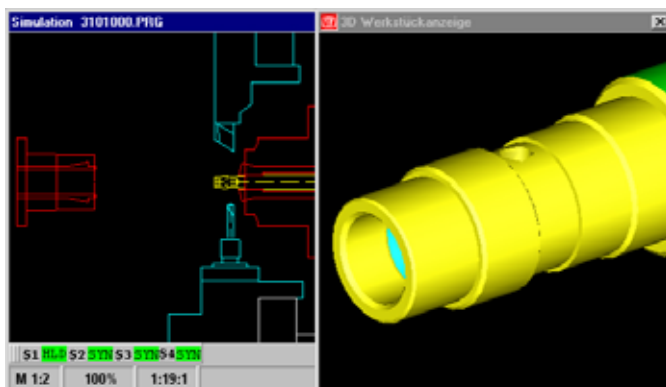 Simulation 3101000.PRG
3D Werkstückanzeige
S1 HLD S2 SYN S3 SYN S4 SYN
M 1:2 100% 1:19:1